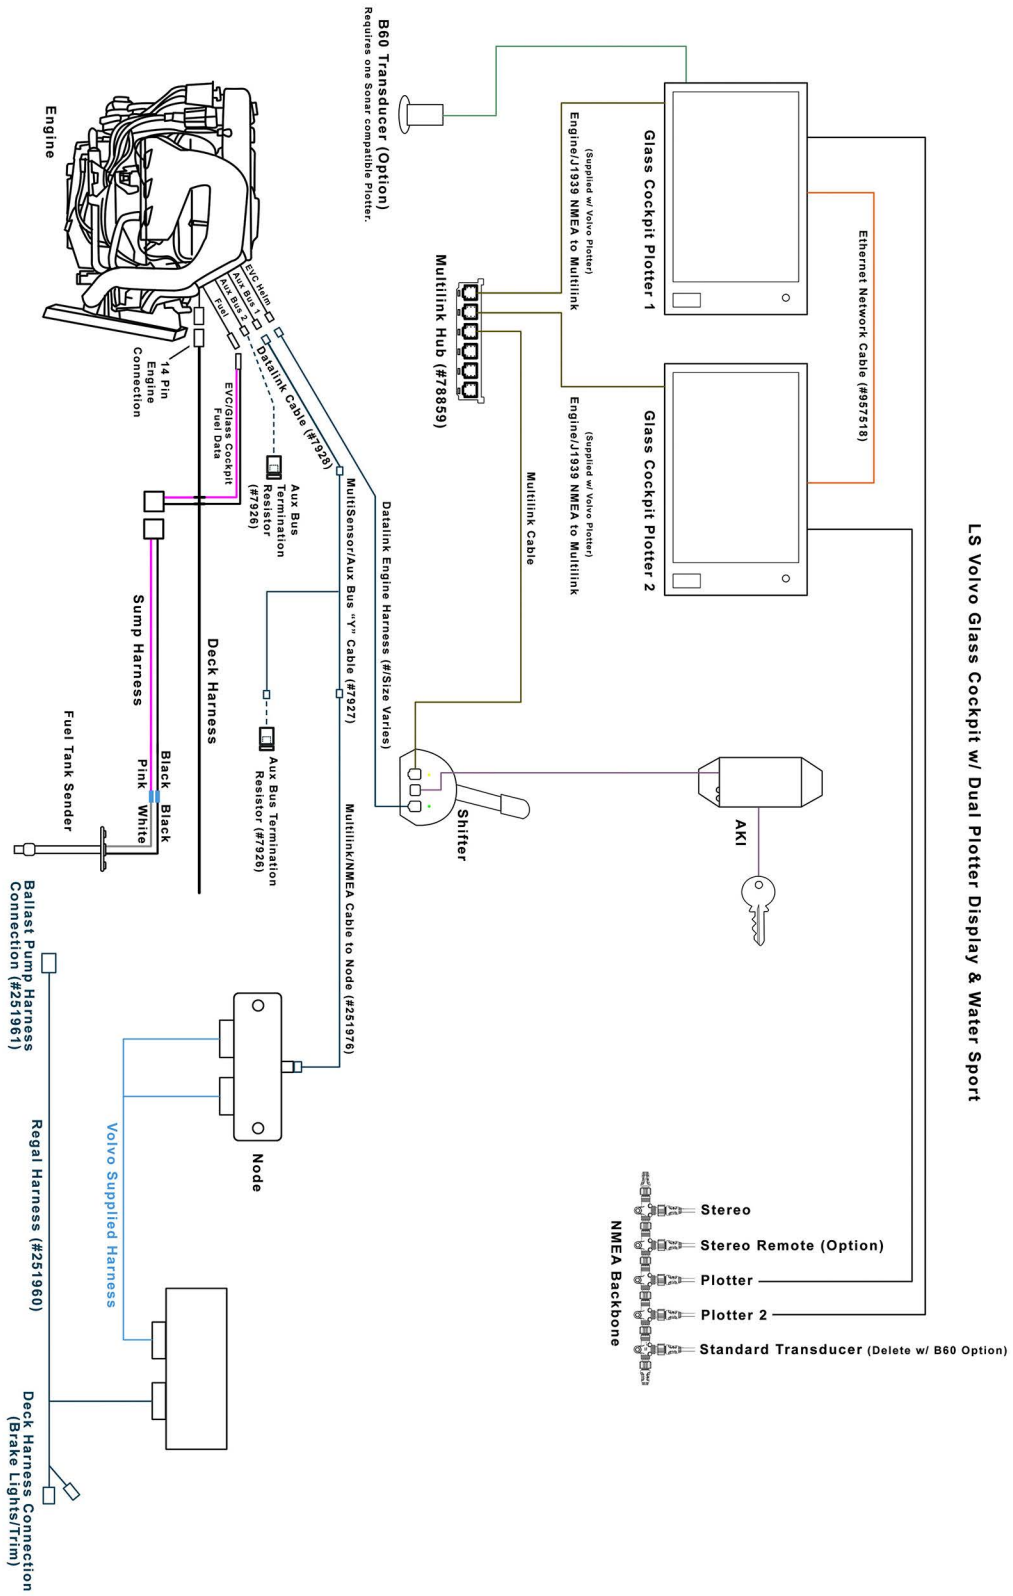 LS Volvo Glass Cockpit w/ Dual Plotter Display & Water Sport
Ethernet Network Cable (#957518)
Glass Cockpit Plotter 1
Glass Cockpit Plotter 2
(Supplied w/ Volvo Plotter)
Engine/J1939 NMEA to Multilink
(Supplied w/ Volvo Plotter)
Engine/J1939 NMEA to Multilink
B60 Transducer (Option)
Requires one Sonar compatible Plotter.
Multilink Hub (#78859)
Multilink Cable
AKI
Shifter
Stereo
Stereo Remote (Option)
Plotter
Plotter 2
Standard Transducer (Delete w/ B60 Option)
NMEA Backbone
Engine
EVC Helm
Aux Bus 1
Aux Bus 2
Fuel
14 Pin
Engine
Connection
Datalink Cable (#7928)
EVC/Glass Cockpit
Fuel Data
Aux Bus
Termination
Resistor
(#7926)
Datalink Engine Harness (#/Size Varies)
MultiSensor/Aux Bus “Y” Cable (#7927)
Multilink/NMEA Cable to Node (#251976)
Aux Bus Termination
Resistor (#7926)
Deck Harness
Sump Harness
Black
Black
Pink
White
Fuel Tank Sender
Node
Volvo Supplied Harness
Ballast Pump Harness
Connection (#251961)
Regal Harness (#251960)
Deck Harness Connection
(Brake Lights/Trim)